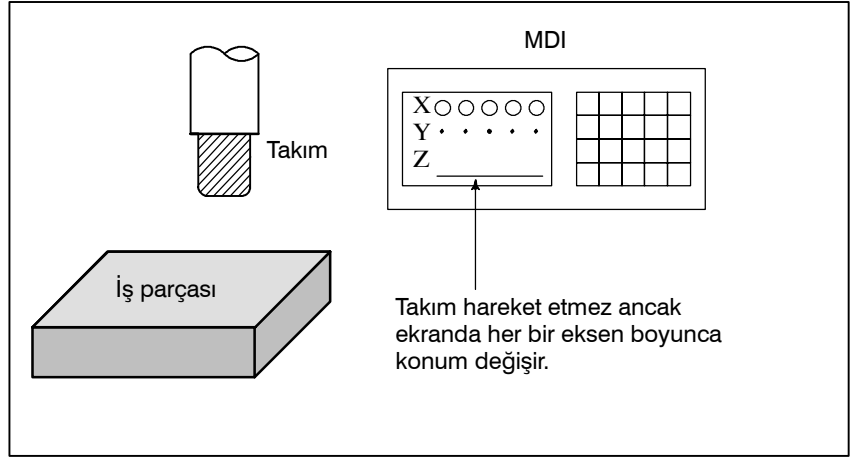 MDI
X
Y
Z
Takım
İş parçası
Takım hareket etmez ancak
ekranda her bir eksen boyunca
konum değişir.